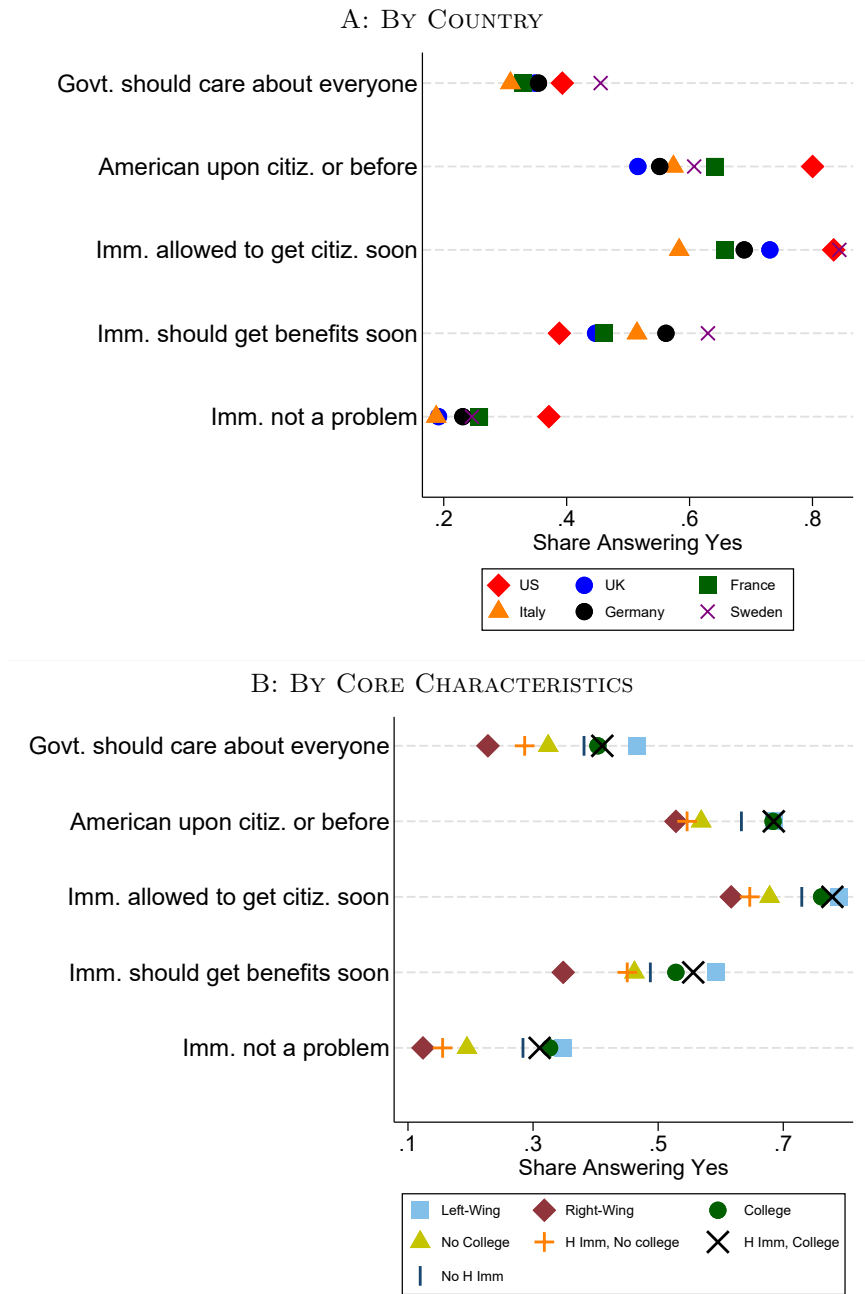 A: By Country
Govt. should care about everyone
American upon citiz. or before
Imm. allowed to get citiz. soon
Imm. should get benefits soon
Imm. not a problem
.2 .4 .6 .8
Share Answering Yes
US UK France
Italy Germany Sweden
B: By Core Characteristics
Govt. should care about everyone
American upon citiz. or before
Imm. allowed to get citiz. soon
Imm. should get benefits soon
Imm. not a problem
.1 .3 .5 .7
Share Answering Yes
Left-Wing Right-Wing College
No College H Imm, No college H Imm, College
No H Imm